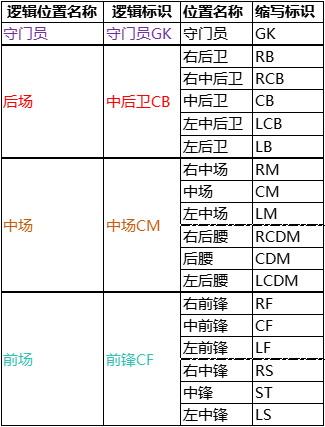 逻辑位置名称 逻辑标识 位置名称 缩写标识
守门员 守门员GK 守门员 GK
右后卫 RB
右中后卫 RCB
后场 中后卫CB 中后卫 CB
左中后卫 LCB
左后卫 LB
右中场 RM
中场 CM
左中场 LM
中场 中场CM
右后腰 RCDM
后腰 CDM
左后腰 LCDM
右前锋 RF
中前锋 CF
左前锋 LF
前场 前锋CF
右中锋 RS
中锋 ST
左中锋 LS